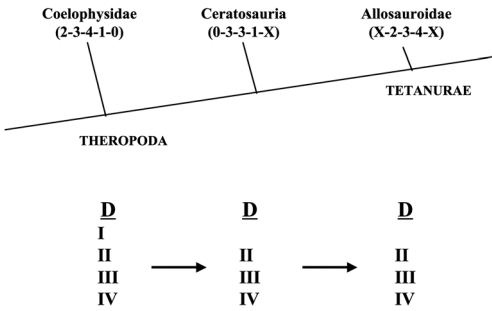 Coelophysidae Ceratosauria Allosauroidae
(2-3-4-1-0) (0-3-3-1-X) (X-2-3-4-X)
TETANURAE
THEROPODA
D D D
I
II II II
III III III
IV IV IV